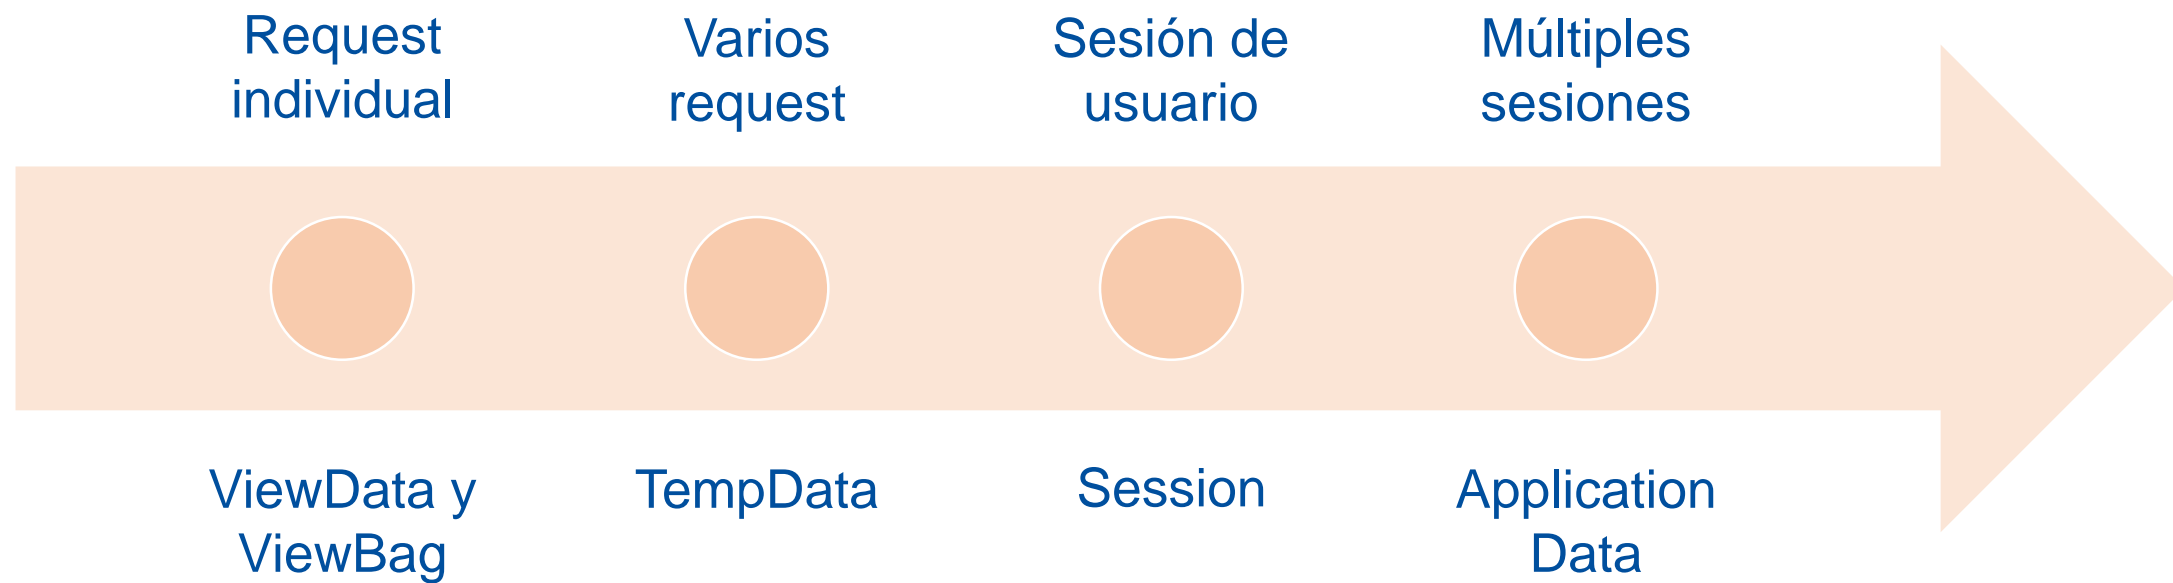 Request
individual
Varios
request
Sesión de
usuario
Múltiples
sesiones
ViewData y
ViewBag
TempData
Session
Application
Data